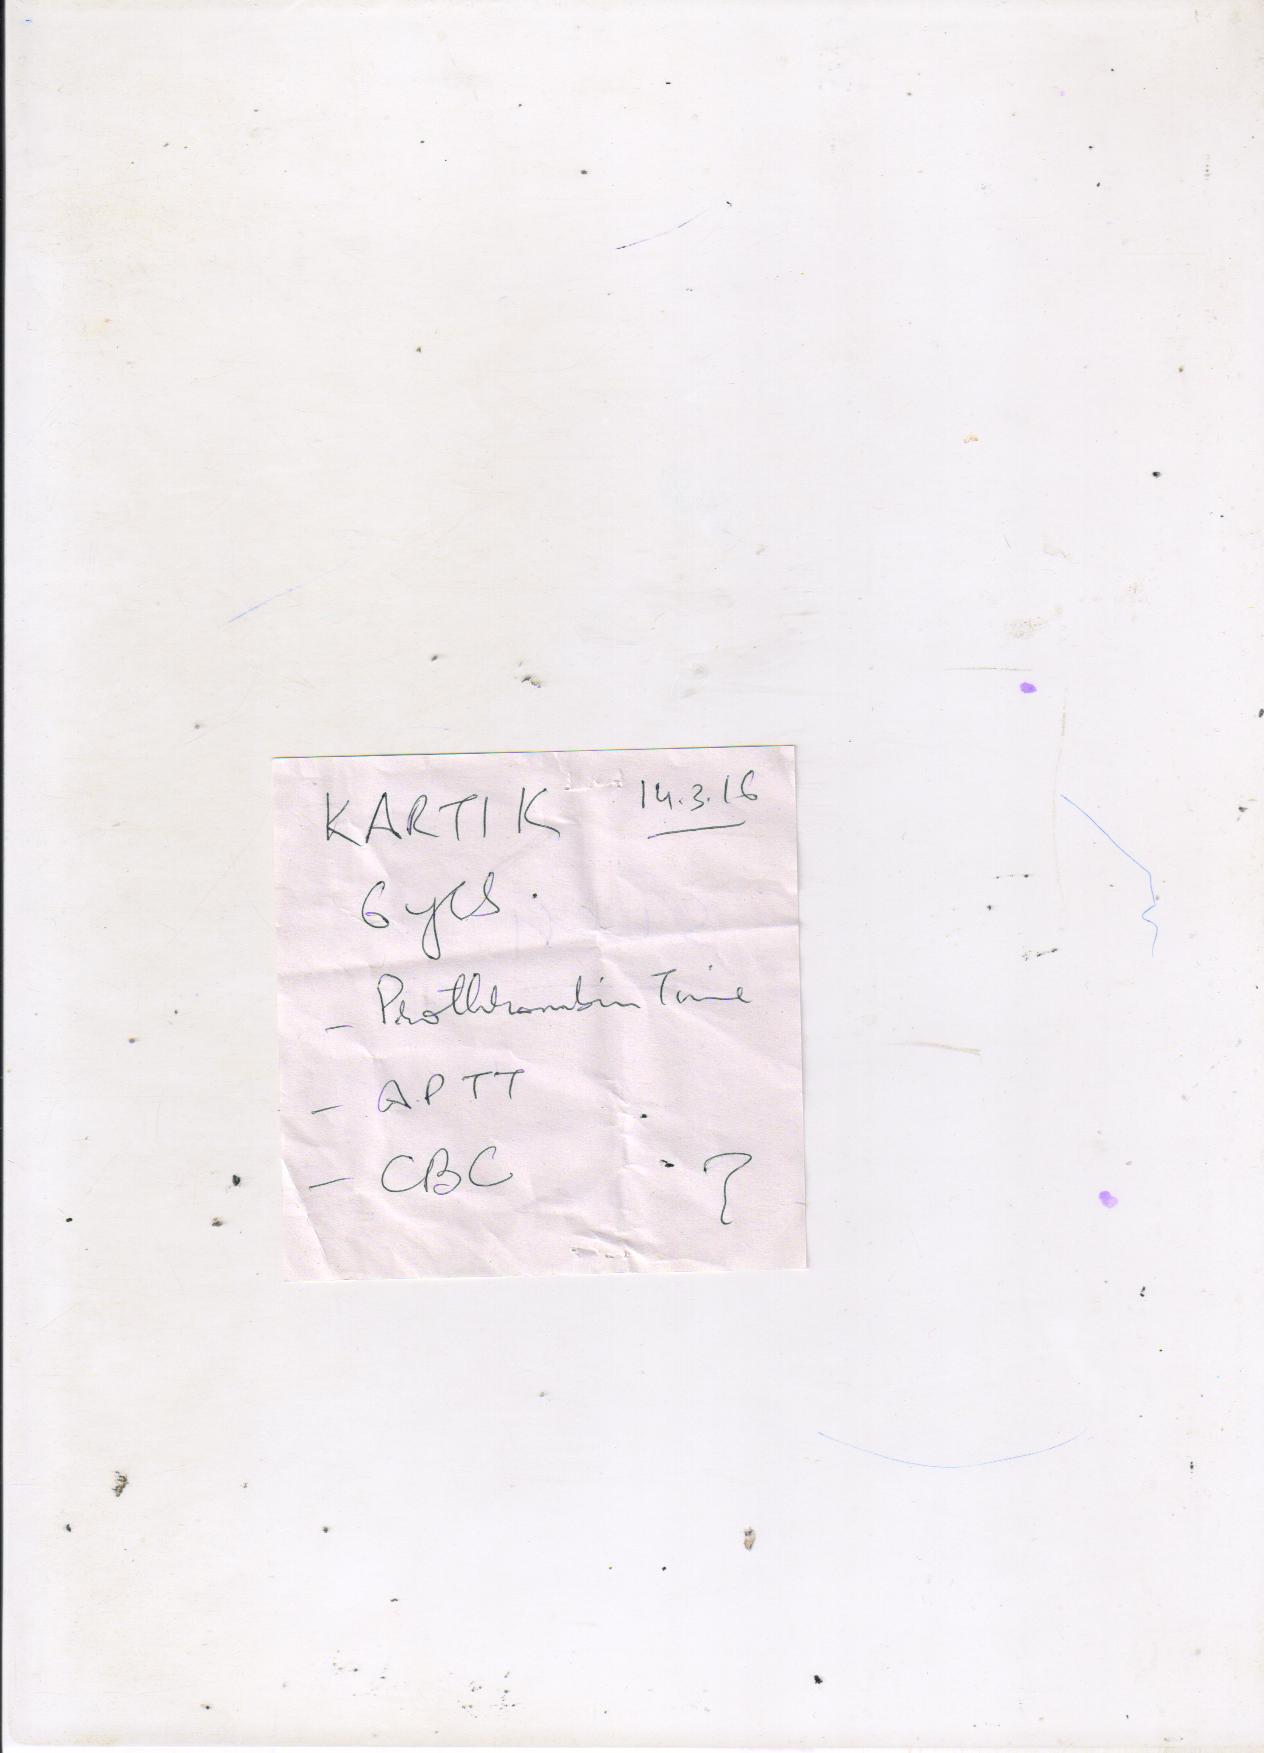 KARTIK 14.3.16
6 yrs.
- Prothrombin Time
- APTT
- CBC